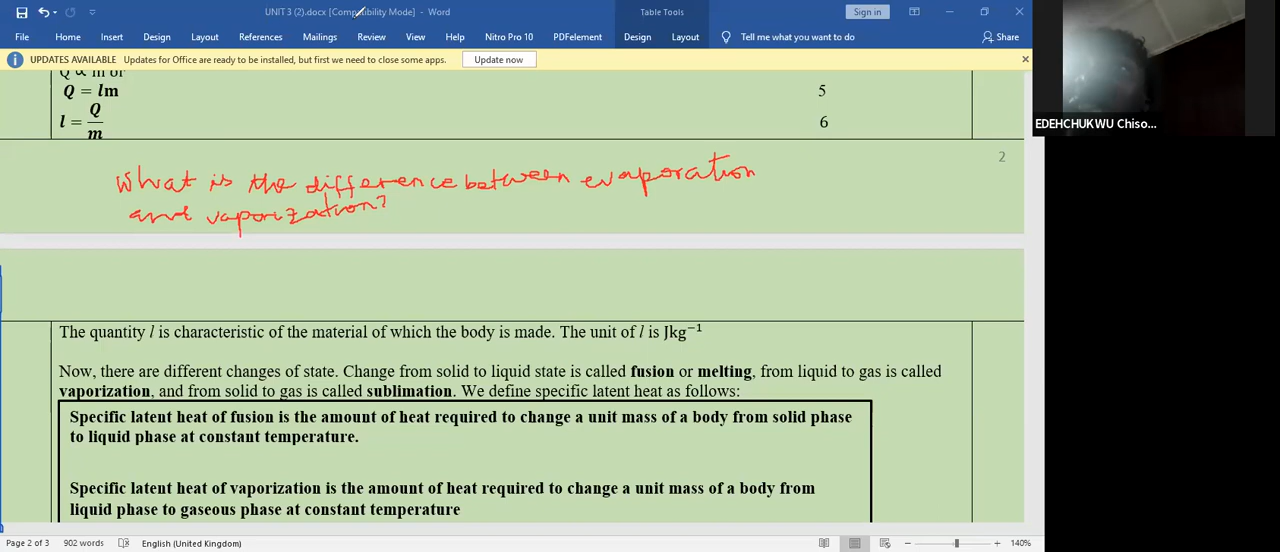 UNIT 3 (2).docx [Compatibility Mode] - Word
Table Tools
Sign in
File Home Insert Design Layout References Mailings Review View Help Nitro Pro 10 PDFelement Design Layout Tell me what you want to do Share
UPDATES AVAILABLE Updates for Office are ready to be installed, but first we need to close some apps. Update now
Q ∝ m or
Q = lm 5
l = Q/m 6
2
What is the difference between evaporation
and vaporization?
The quantity l is characteristic of the material of which the body is made. The unit of l is Jkg⁻¹
Now, there are different changes of state. Change from solid to liquid state is called fusion or melting, from liquid to gas is called
vaporization, and from solid to gas is called sublimation. We define specific latent heat as follows:
Specific latent heat of fusion is the amount of heat required to change a unit mass of a body from solid phase
to liquid phase at constant temperature.
Specific latent heat of vaporization is the amount of heat required to change a unit mass of a body from
liquid phase to gaseous phase at constant temperature
Page 2 of 3 902 words English (United Kingdom) 140%
EDEHCHUKWU Chiso...